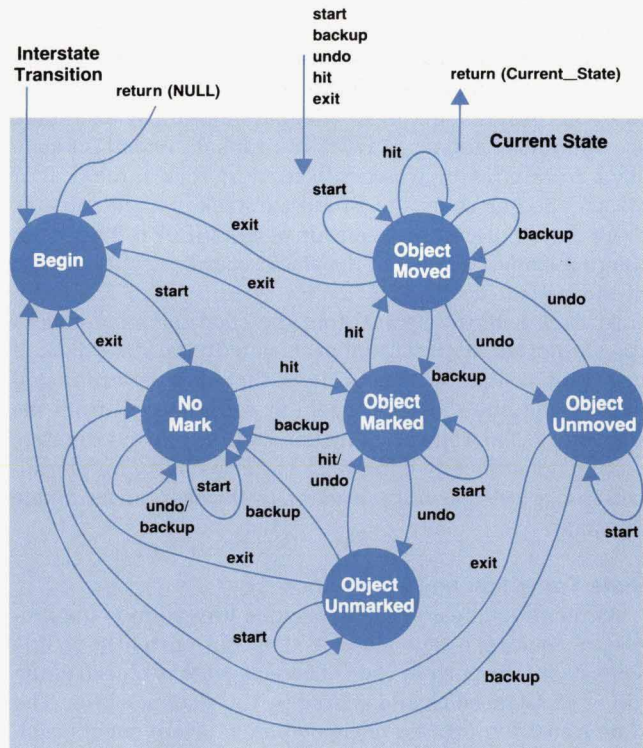 start
backup
undo
hit
exit
Interstate
Transition
return (NULL)
return (Current__State)
Current State
hit
start
exit
backup
Begin
Object
Moved
exit
start
undo
hit
undo
exit
backup
hit
No
Mark
Object
Marked
Object
Unmoved
backup
hit/
undo
start
undo/
backup
start
backup
undo
start
exit
exit
Object
Unmarked
start
backup